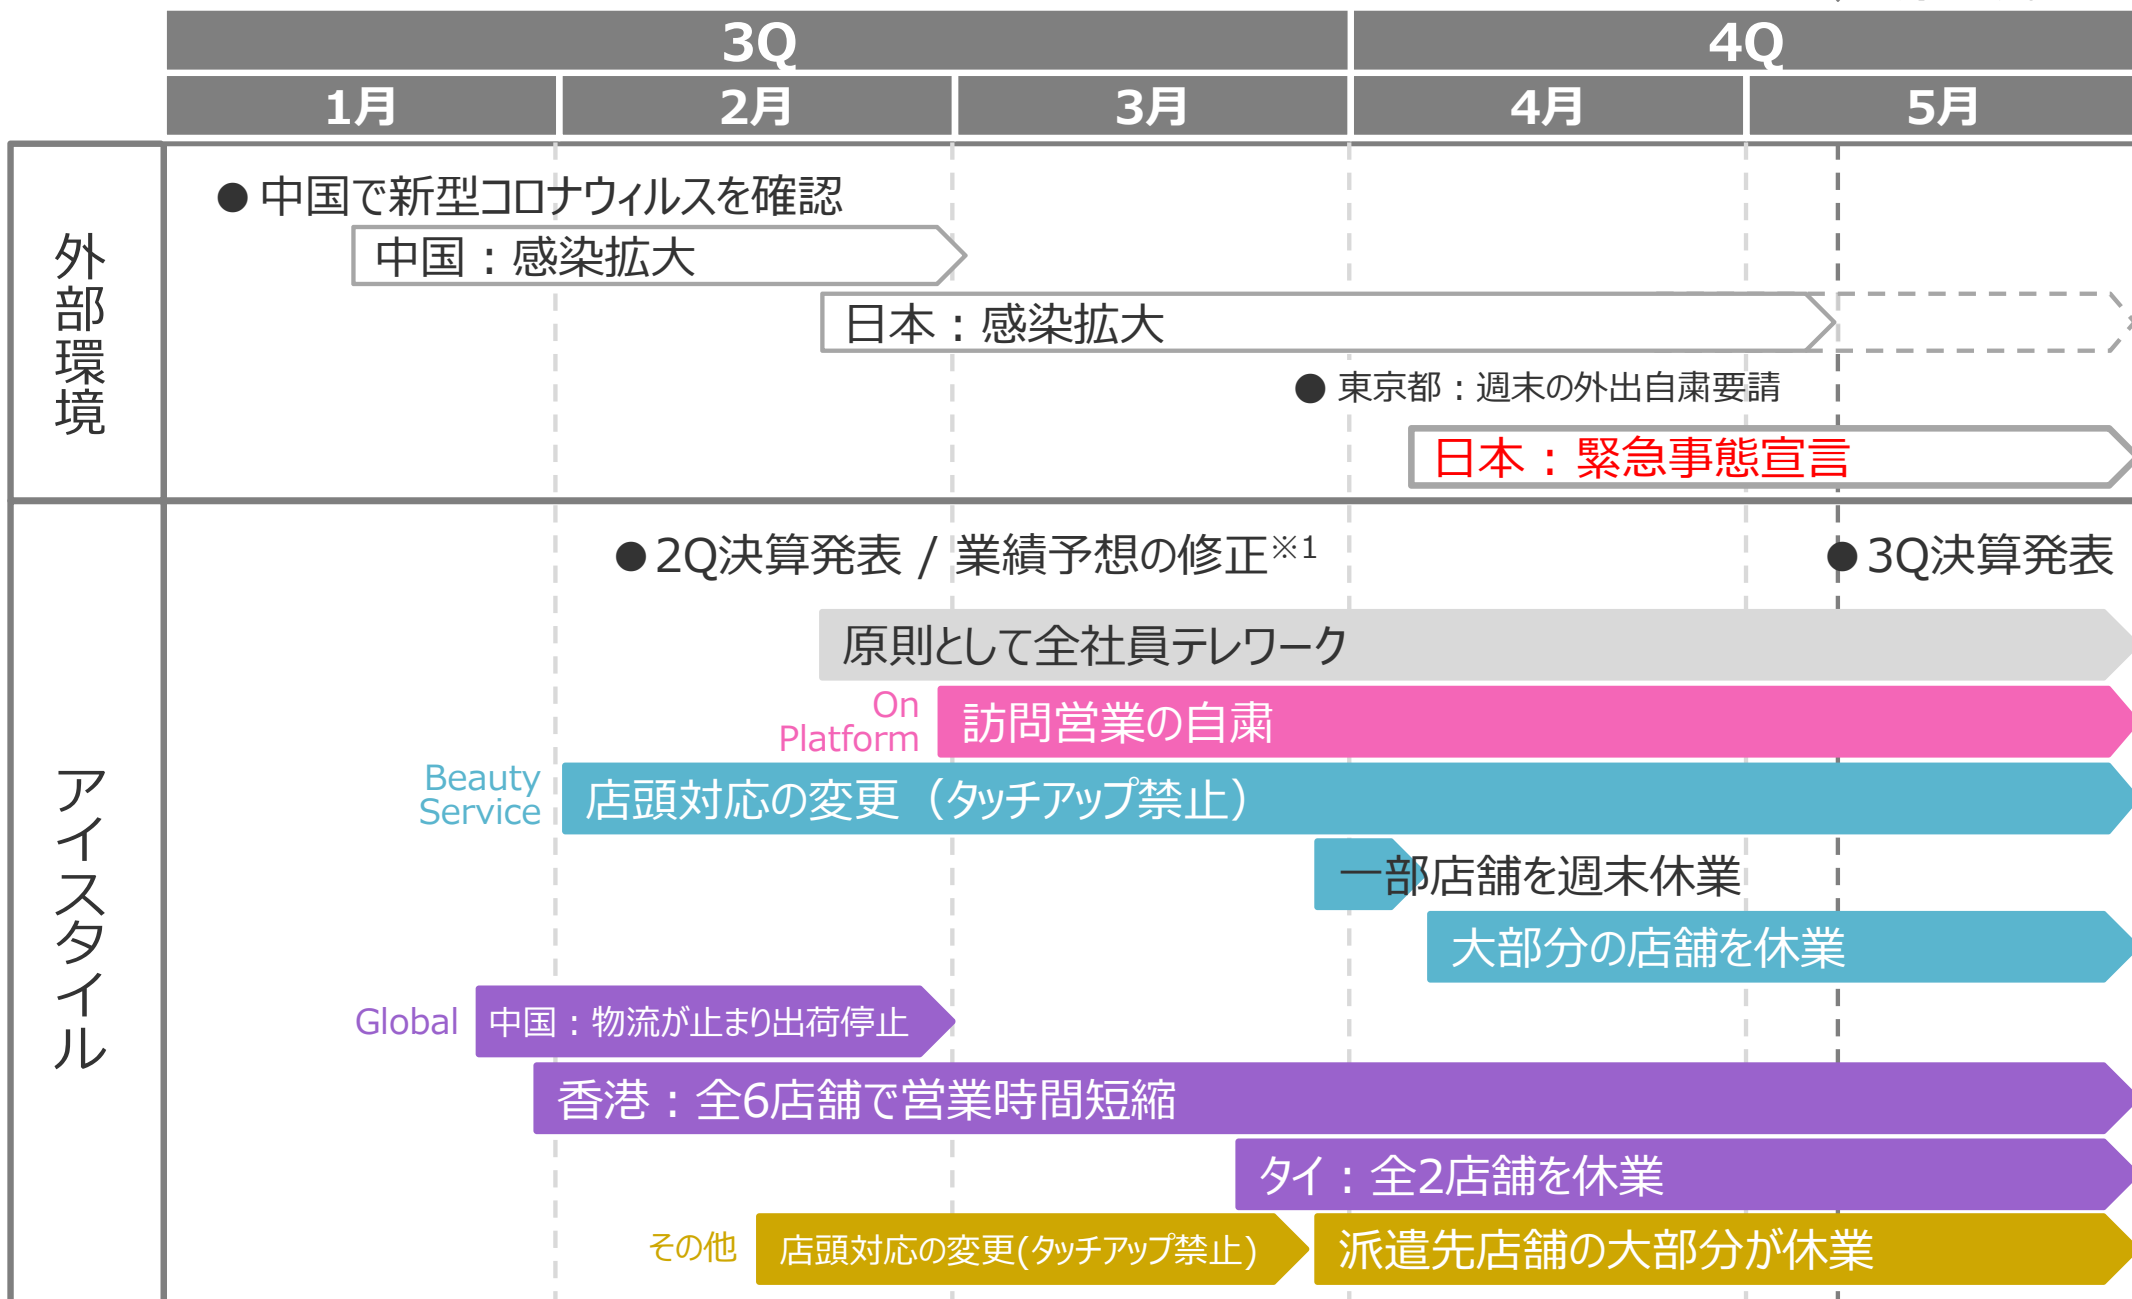 3Q
4Q
1月
2月
3月
4月
5月
外部環境
●中国で新型コロナウィルスを確認
中国：感染拡大
日本：感染拡大
●東京都：週末の外出自粛要請
日本：緊急事態宣言
アイスタイル
●2Q決算発表 / 業績予想の修正※1
●3Q決算発表
原則として全社員テレワーク
On
Platform
訪問営業の自粛
Beauty
Service
店頭対応の変更（タッチアップ禁止）
一部店舗を週末休業
大部分の店舗を休業
Global
中国：物流が止まり出荷停止
香港：全6店舗で営業時間短縮
タイ：全2店舗を休業
その他
店頭対応の変更(タッチアップ禁止)
派遣先店舗の大部分が休業